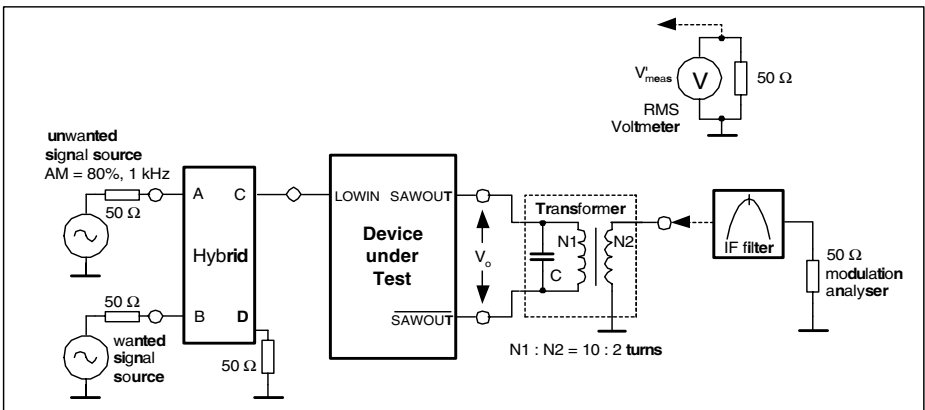 V'meas
V
50 Ω
RMS
Voltmeter
unwanted
signal source
AM = 80%, 1 kHz
50 Ω
A
C
Hybrid
B
D
50 Ω
wanted
signal
source
50 Ω
LOWIN
SAWOUT
Device
under
Test
SAWOUT
Vo
Transformer
N1
N2
C
N1 : N2 = 10 : 2 turns
IF filter
50 Ω
modulation
analyser